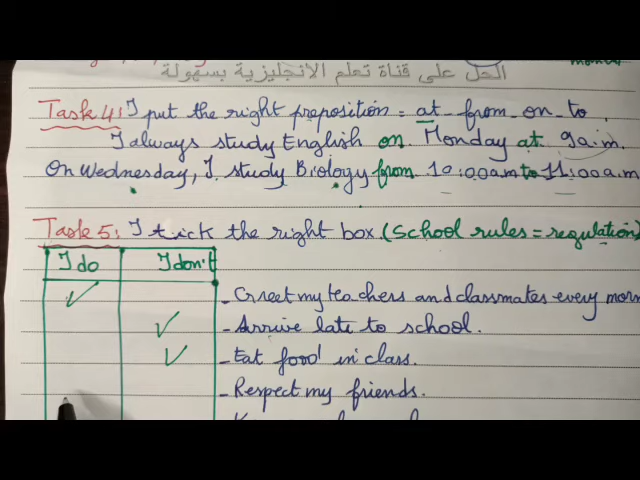 الحل على قناة تعلم الانجليزية بسهولة
Task 4: I put the right preposition = at - from - on - to.
I always study English on Monday at 9a.m.
On Wednesday, I study Biology from 10:00am to 11:00a.m
Task 5: I tick the right box. (School rules = regulation)
I do I don't
- Greet my teachers and classmates every morn
- Arrive late to school.
- Eat food in class.
- Respect my friends.